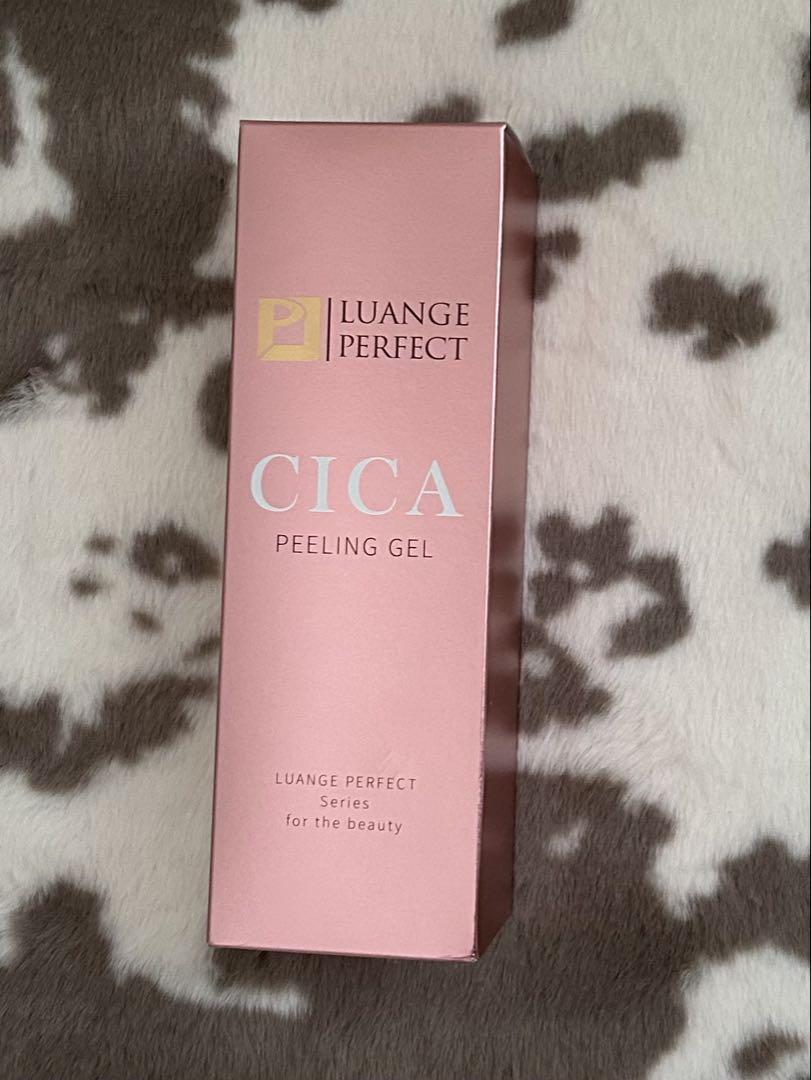 LUANGE
PERFECT
CICA
PEELING GEL
LUANGE PERFECT
Series
for the beauty